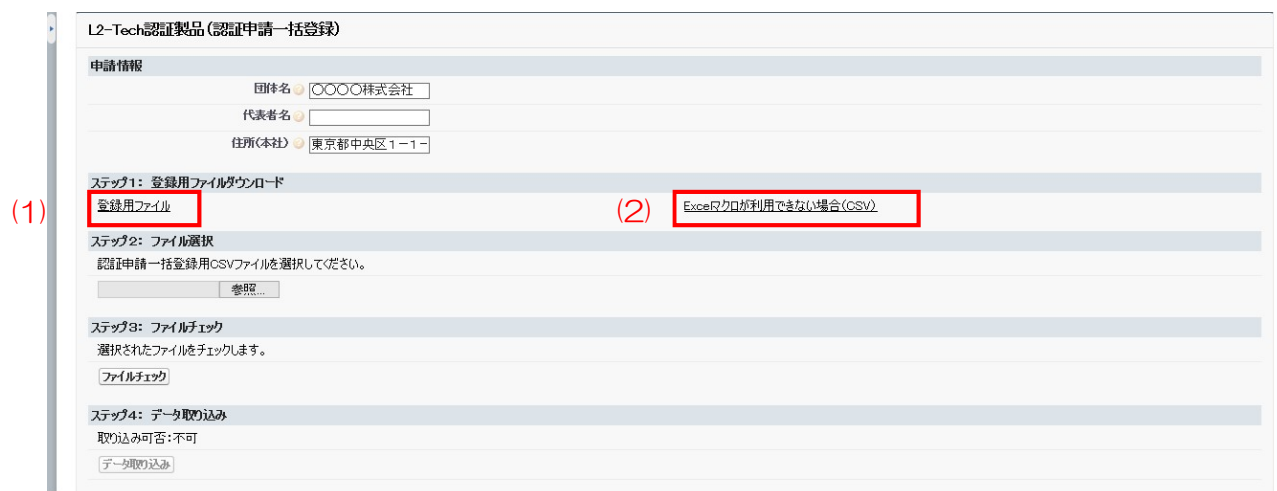 L2-Tech認証製品(認証申請一括登録)
申請情報
団体名 〇〇〇〇株式会社
代表者名
住所(本社) 東京都中央区1-1-
ステップ1: 登録用ファイルダウンロード
(1) 登録用ファイル (2) Excelマクロが利用できない場合(CSV)
ステップ2: ファイル選択
認証申請一括登録用CSVファイルを選択してください。
参照...
ステップ3: ファイルチェック
選択されたファイルをチェックします。
ファイルチェック
ステップ4: データ取り込み
取り込み可否:不可
データ取り込み